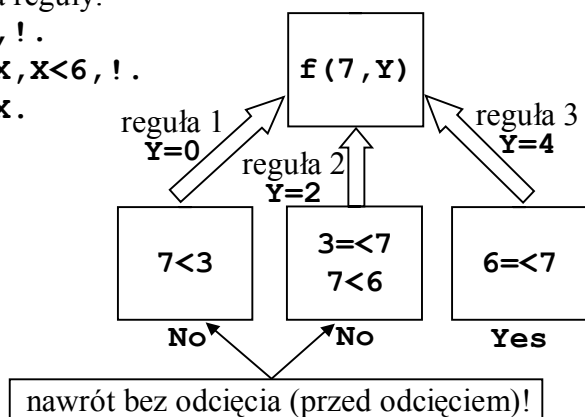 reguły!
,!.
x,X<6,!.
x.
f(7,Y)
reguła 1
Y=0
reguła 2
Y=2
reguła 3
Y=4
7<3
3=<7
7<6
6=<7
No
No
Yes
nawrót bez odcięcia (przed odcięciem)!